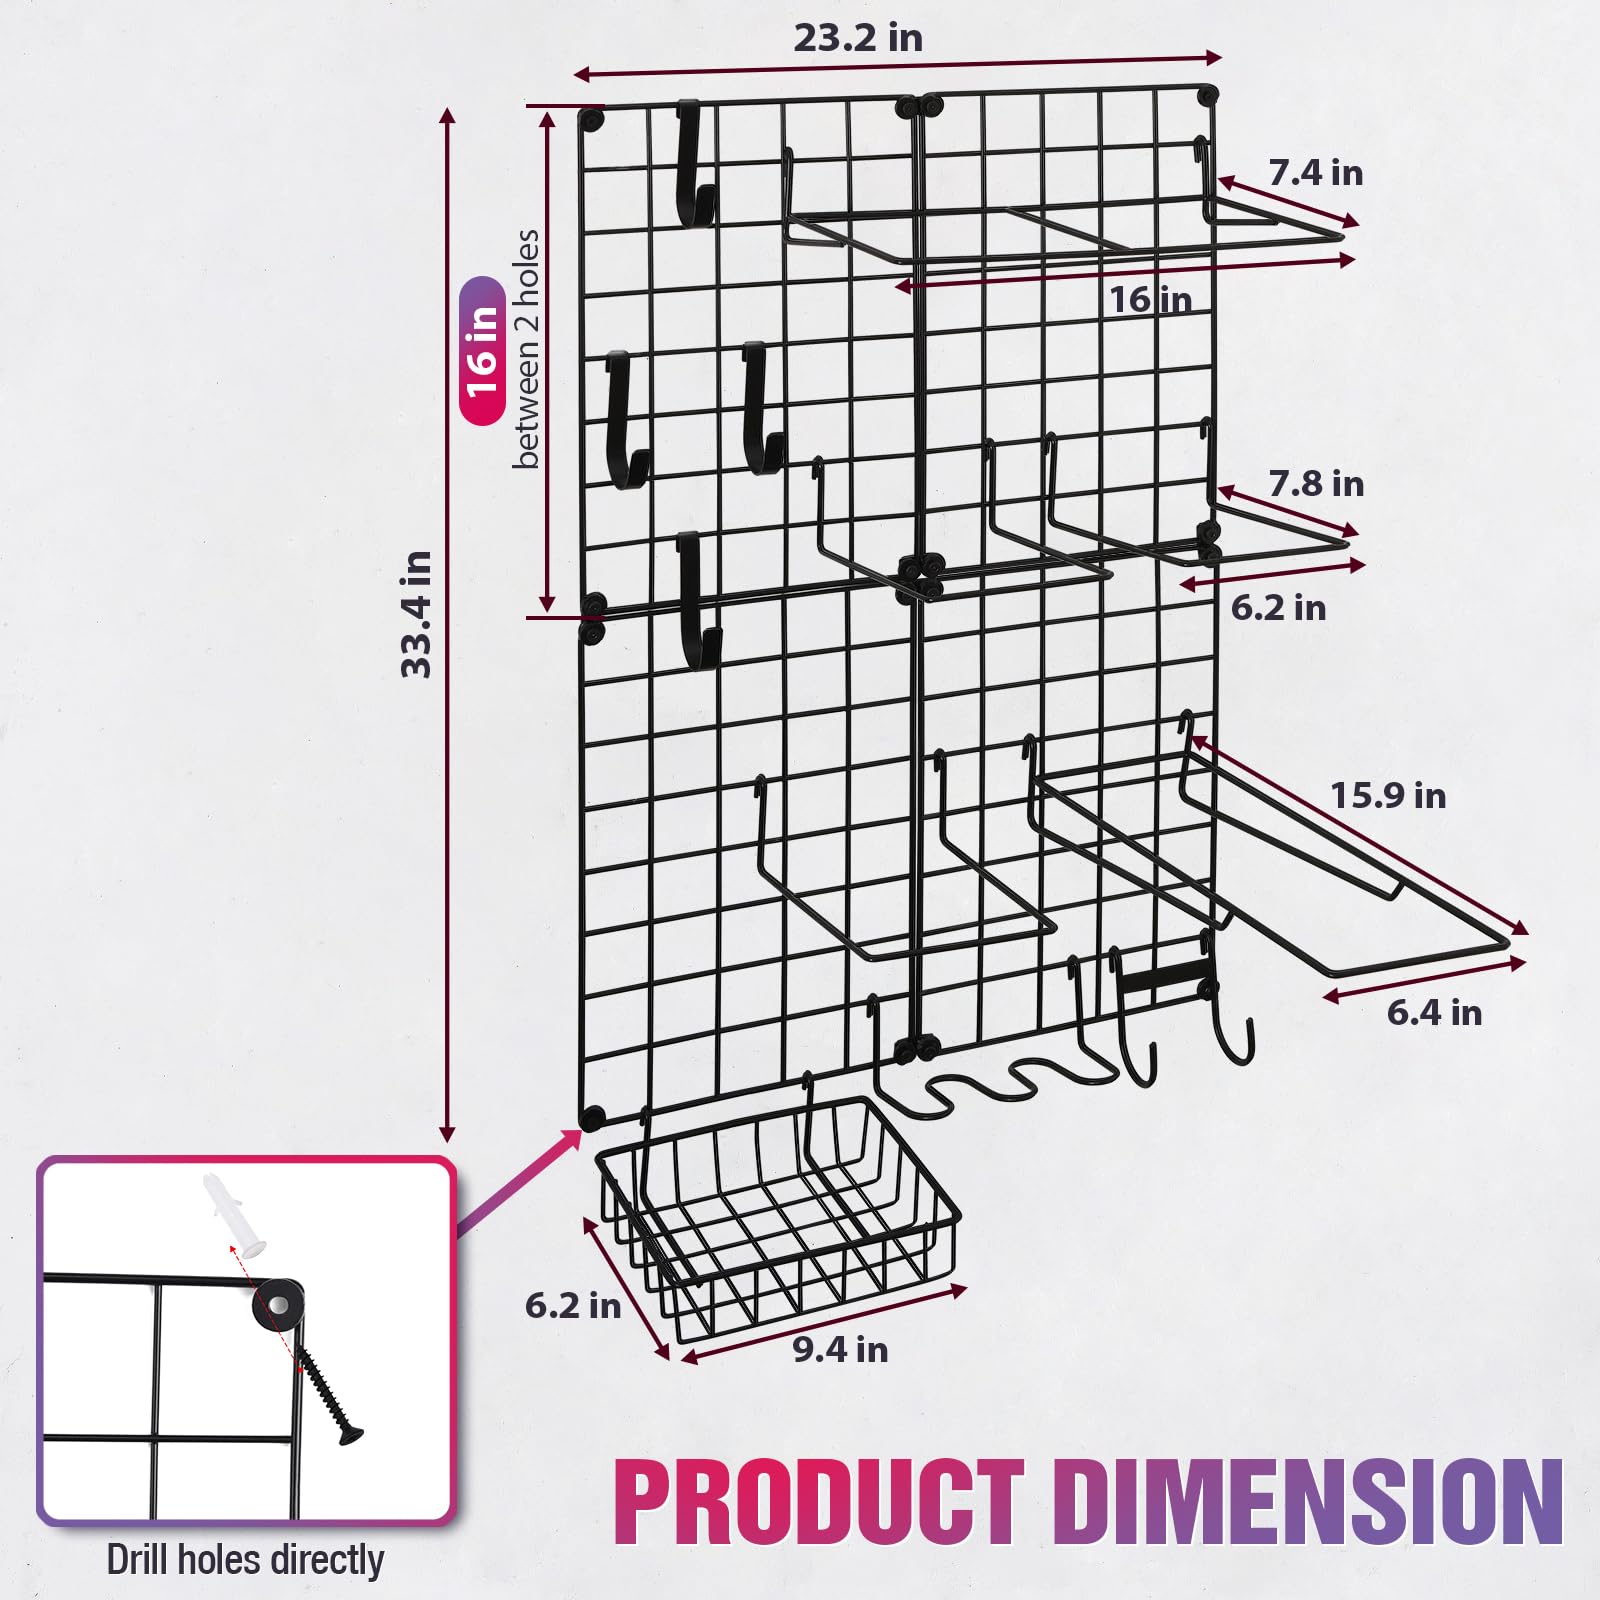 23.2 in
7.4 in
16 in
16 in
between 2 holes
7.8 in
6.2 in
33.4 in
15.9 in
6.4 in
6.2 in
9.4 in
Drill holes directly
PRODUCT DIMENSION